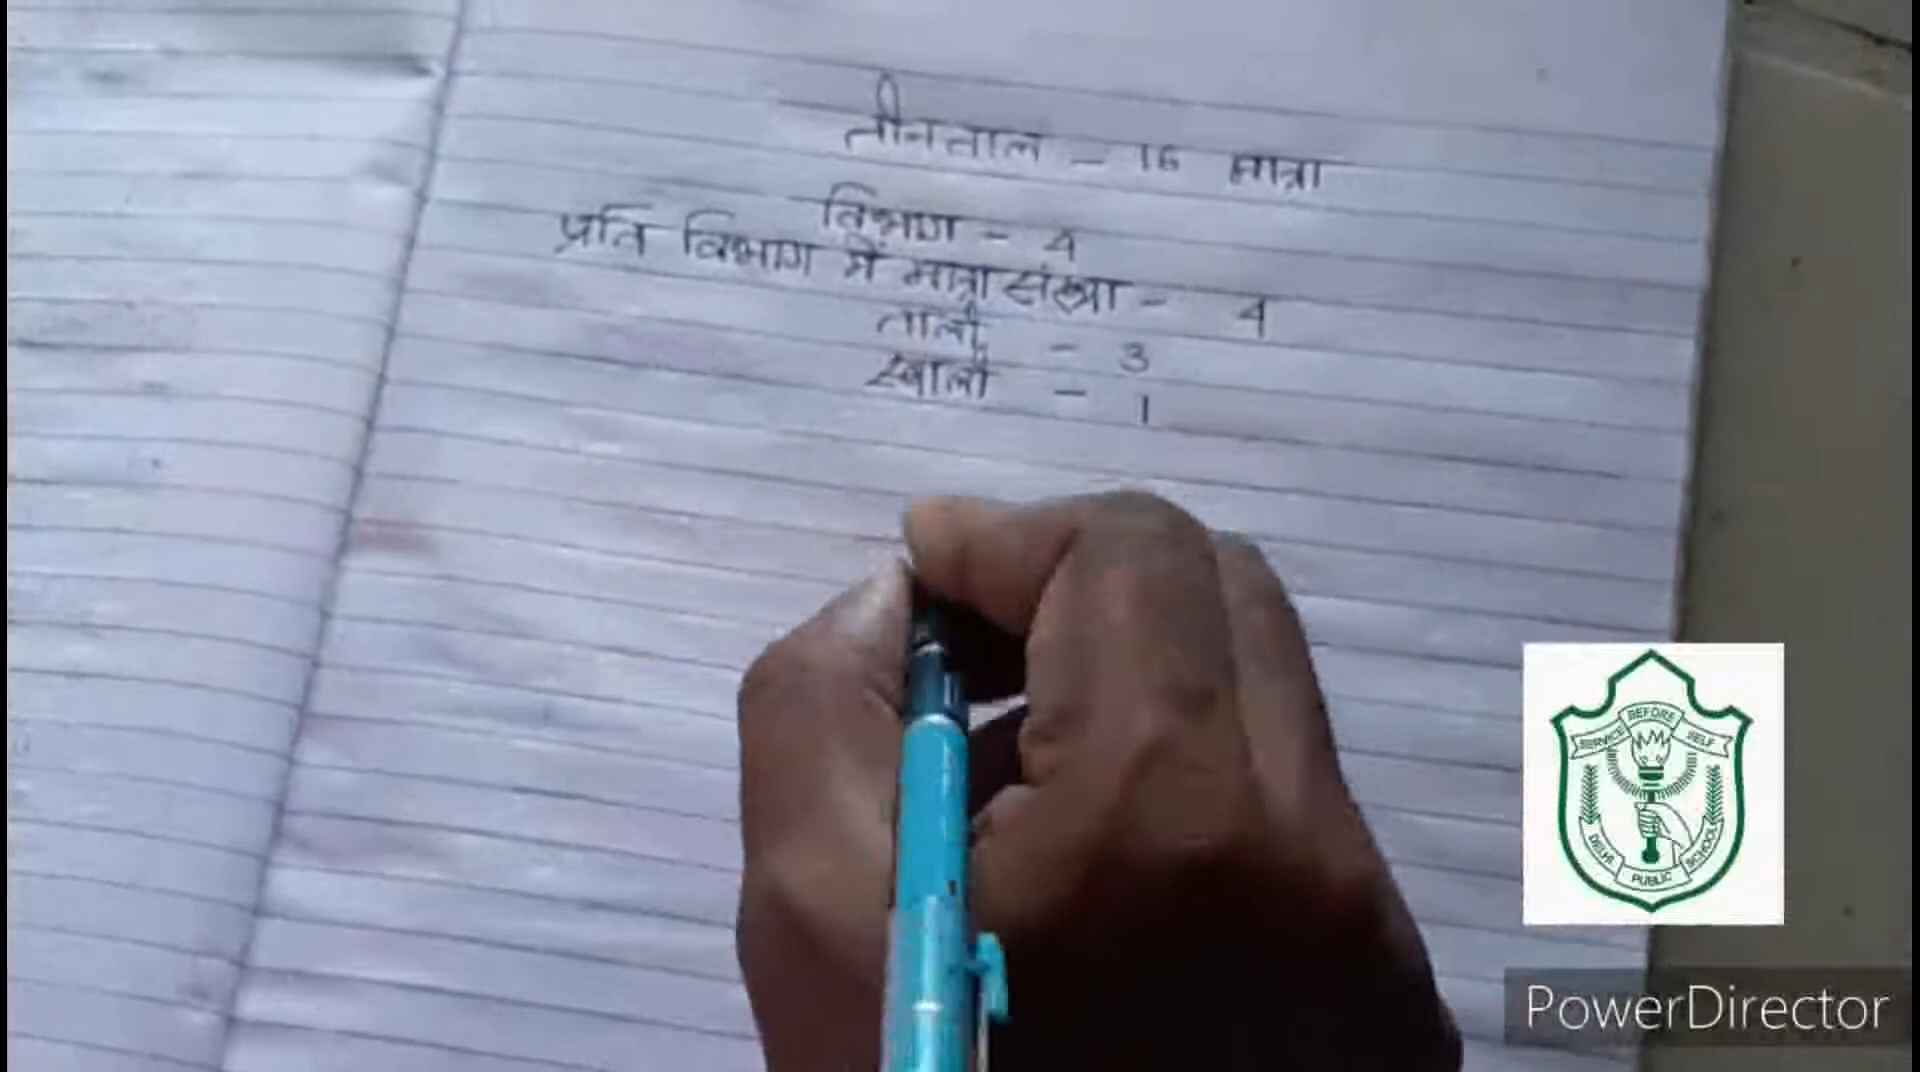 तीनताल - 16 मात्रा
विभाग - 4
प्रति विभाग में मात्रा संख्या - 4
ताली - 3
खाली - 1
SERVICE BEFORE SELF
DELHI PUBLIC SCHOOL
PowerDirector